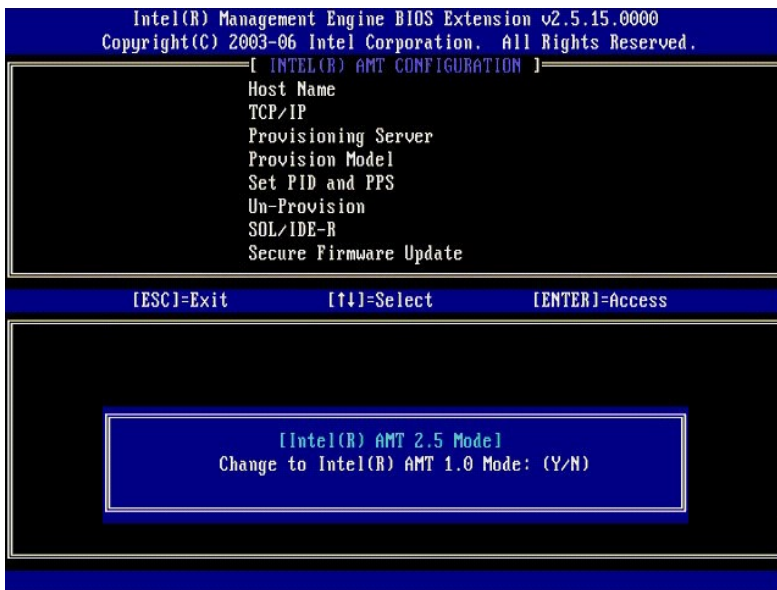 Intel(R) Management Engine BIOS Extension v2.5.15.0000
Copyright(C) 2003-06 Intel Corporation. All Rights Reserved.
[ INTEL(R) AMT CONFIGURATION ]
Host Name
TCP/IP
Provisioning Server
Provision Model
Set PID and PPS
Un-Provision
SOL/IDE-R
Secure Firmware Update
[ESC]=Exit [↑↓]=Select [ENTER]=Access
[Intel(R) AMT 2.5 Mode]
Change to Intel(R) AMT 1.0 Mode: (Y/N)